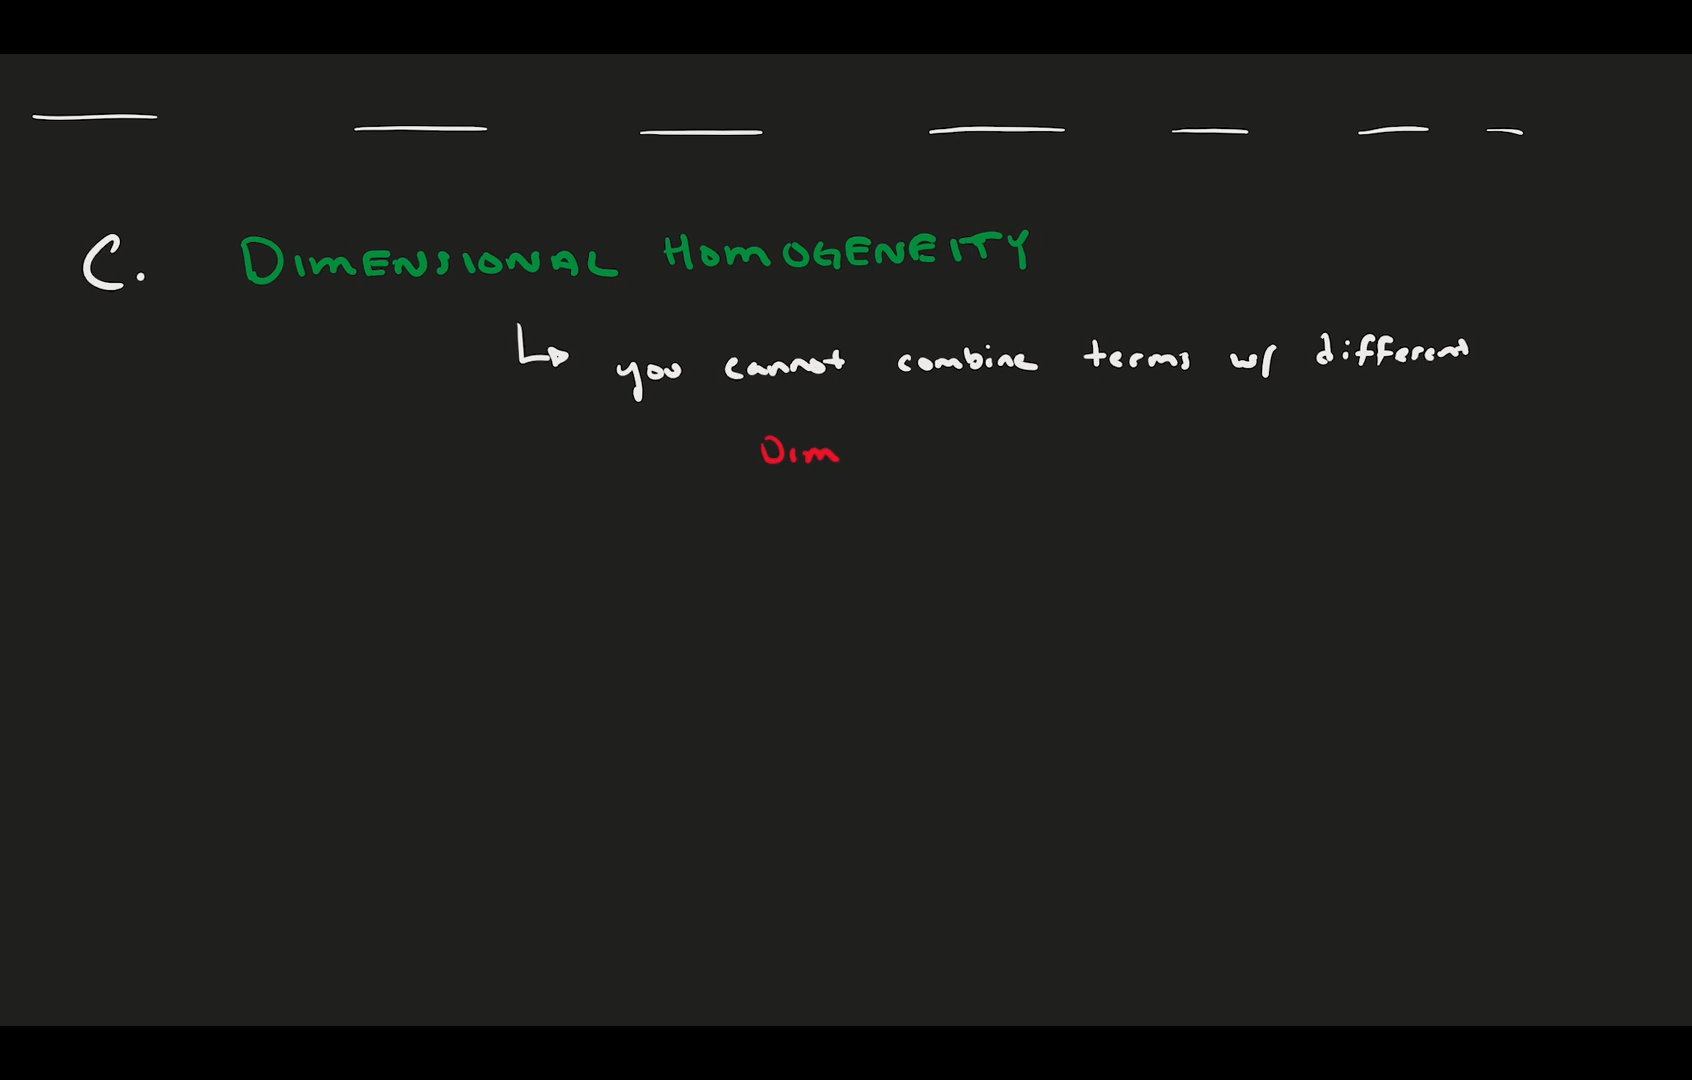 C. DIMENSIONAL HOMOGENEITY
you cannot combine terms w/ different
Dim